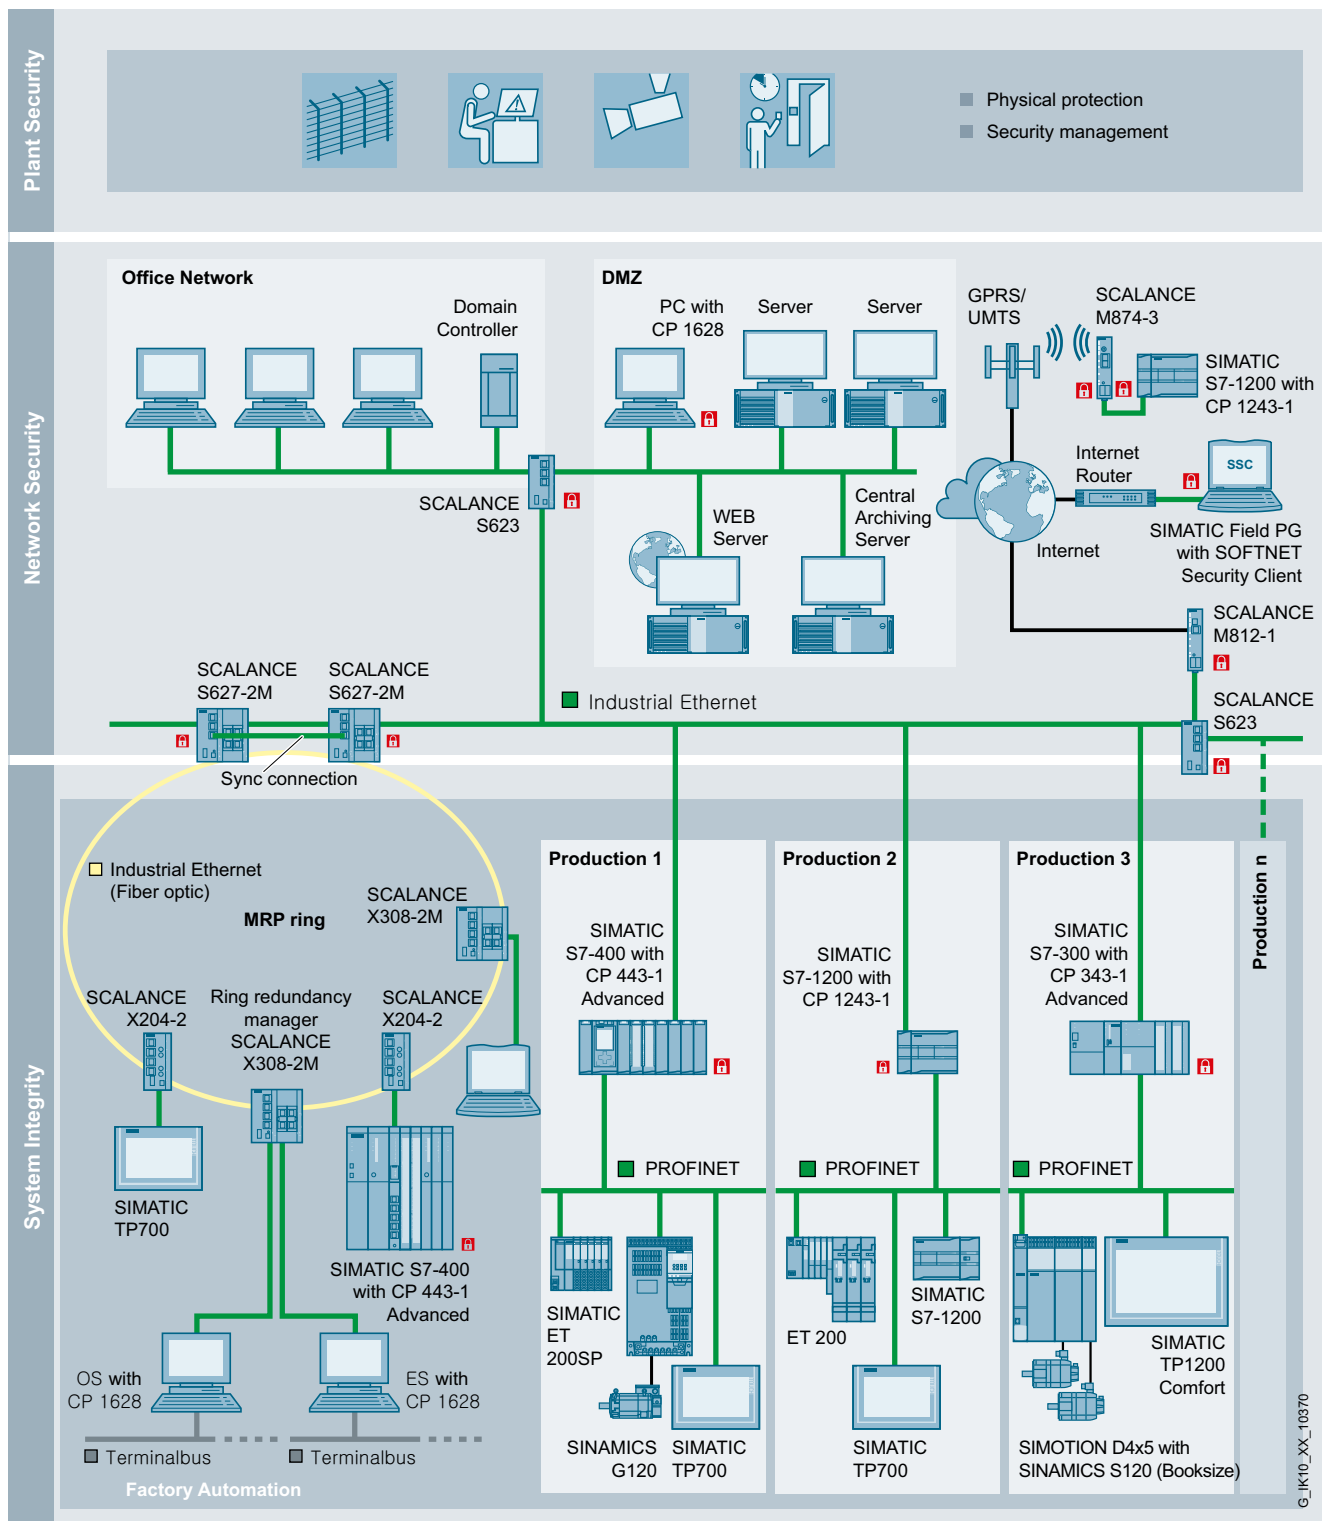 Plant Security
Physical protection
Security management
Network Security
Office Network
Domain
Controller
SCALANCE
S623
DMZ
PC with
CP 1628
Server
Server
WEB
Server
Central
Archiving
Server
GPRS/
UMTS
SCALANCE
M874-3
SIMATIC
S7-1200 with
CP 1243-1
Internet
Router
SSC
Internet
SIMATIC Field PG
with SOFTNET
Security Client
SCALANCE
M812-1
SCALANCE
S627-2M
SCALANCE
S627-2M
Industrial Ethernet
SCALANCE
S623
Sync connection
System Integrity
Industrial Ethernet
(Fiber optic)
MRP ring
SCALANCE
X308-2M
SCALANCE
X204-2
Ring redundancy
manager
SCALANCE
X308-2M
SCALANCE
X204-2
SIMATIC
TP700
SIMATIC S7-400
with CP 443-1
Advanced
OS with
CP 1628
ES with
CP 1628
Terminalbus
Terminalbus
Factory Automation
Production 1
SIMATIC
S7-400 with
CP 443-1
Advanced
PROFINET
SIMATIC
ET
200SP
SINAMICS
G120
SIMATIC
TP700
Production 2
SIMATIC
S7-1200 with
CP 1243-1
PROFINET
ET 200
SIMATIC
S7-1200
SIMATIC
TP700
Production 3
SIMATIC
S7-300 with
CP 343-1
Advanced
PROFINET
SIMATIC
TP1200
Comfort
SIMOTION D4x5 with
SINAMICS S120 (Booksize)
Production n
G_IK10_XX_10370